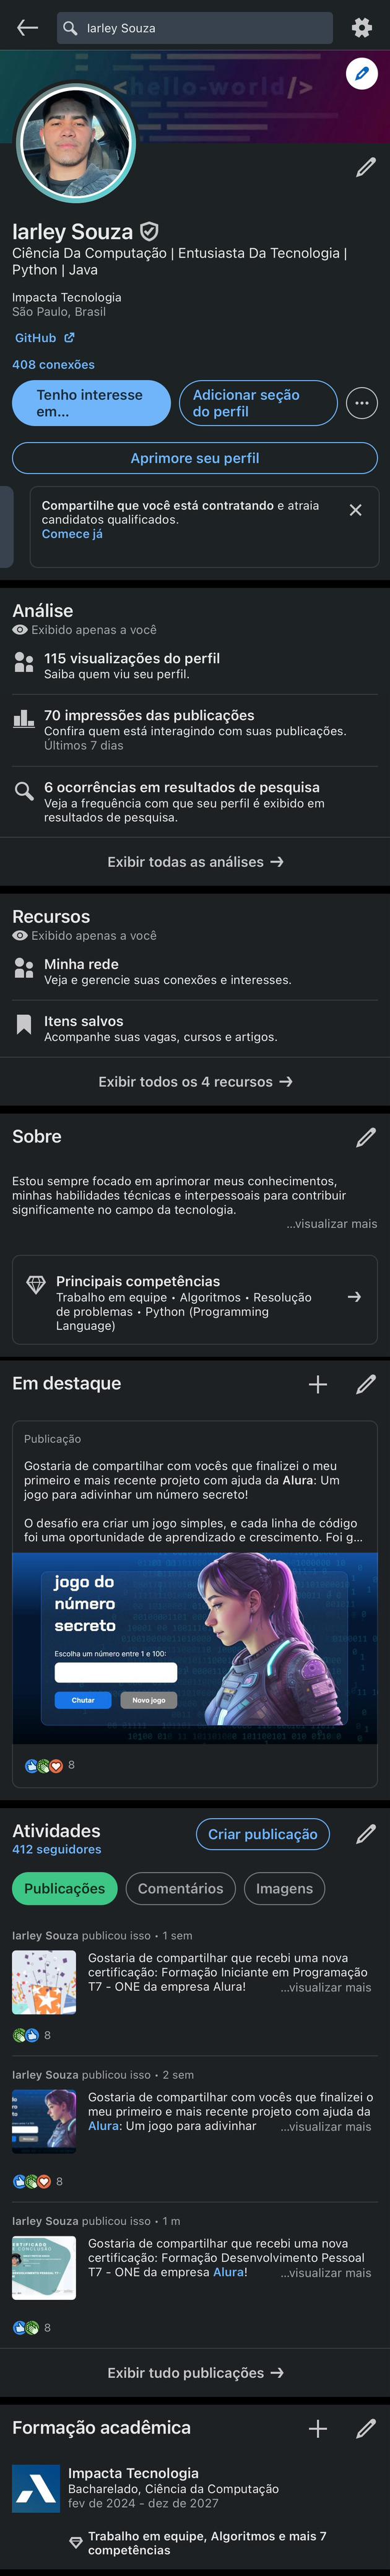 Iarley Souza
<hello-world/>
Iarley Souza
Ciência Da Computação | Entusiasta Da Tecnologia |
Python | Java
Impacta Tecnologia
São Paulo, Brasil
GitHub
408 conexões
Tenho interesse
em...
Adicionar seção
do perfil
Aprimore seu perfil
Compartilhe que você está contratando e atraia
candidatos qualificados.
Comece já
Análise
Exibido apenas a você
115 visualizações do perfil
Saiba quem viu seu perfil.
70 impressões das publicações
Confira quem está interagindo com suas publicações.
Últimos 7 dias
6 ocorrências em resultados de pesquisa
Veja a frequência com que seu perfil é exibido em
resultados de pesquisa.
Exibir todas as análises →
Recursos
Exibido apenas a você
Minha rede
Veja e gerencie suas conexões e interesses.
Itens salvos
Acompanhe suas vagas, cursos e artigos.
Exibir todos os 4 recursos →
Sobre
Estou sempre focado em aprimorar meus conhecimentos,
minhas habilidades técnicas e interpessoais para contribuir
significamente no campo da tecnologia.
...visualizar mais
Principais competências
Trabalho em equipe • Algoritmos • Resolução
de problemas • Python (Programming
Language)
Em destaque
Publicação
Gostaria de compartilhar com vocês que finalizei o meu
primeiro e mais recente projeto com ajuda da Alura: Um
jogo para adivinhar um número secreto!
O desafio era criar um jogo simples, e cada linha de código
foi uma oportunidade de aprendizado e crescimento. Foi g...
jogo do
número
secreto
Escolha um número entre 1 e 100:
Chutar
Novo jogo
8
Atividades
412 seguidores
Criar publicação
Publicações
Comentários
Imagens
Iarley Souza publicou isso • 1 sem
Gostaria de compartilhar que recebi uma nova
certificação: Formação Iniciante em Programação
T7 - ONE da empresa Alura! ...visualizar mais
8
Iarley Souza publicou isso • 2 sem
Gostaria de compartilhar com vocês que finalizei o
meu primeiro e mais recente projeto com ajuda da
Alura: Um jogo para adivinhar ...visualizar mais
8
Iarley Souza publicou isso • 1 m
Gostaria de compartilhar que recebi uma nova
certificação: Formação Desenvolvimento Pessoal
T7 - ONE da empresa Alura! ...visualizar mais
8
Exibir tudo publicações →
Formação acadêmica
Impacta Tecnologia
Bacharelado, Ciência da Computação
fev de 2024 - dez de 2027
Trabalho em equipe, Algoritmos e mais 7
competências